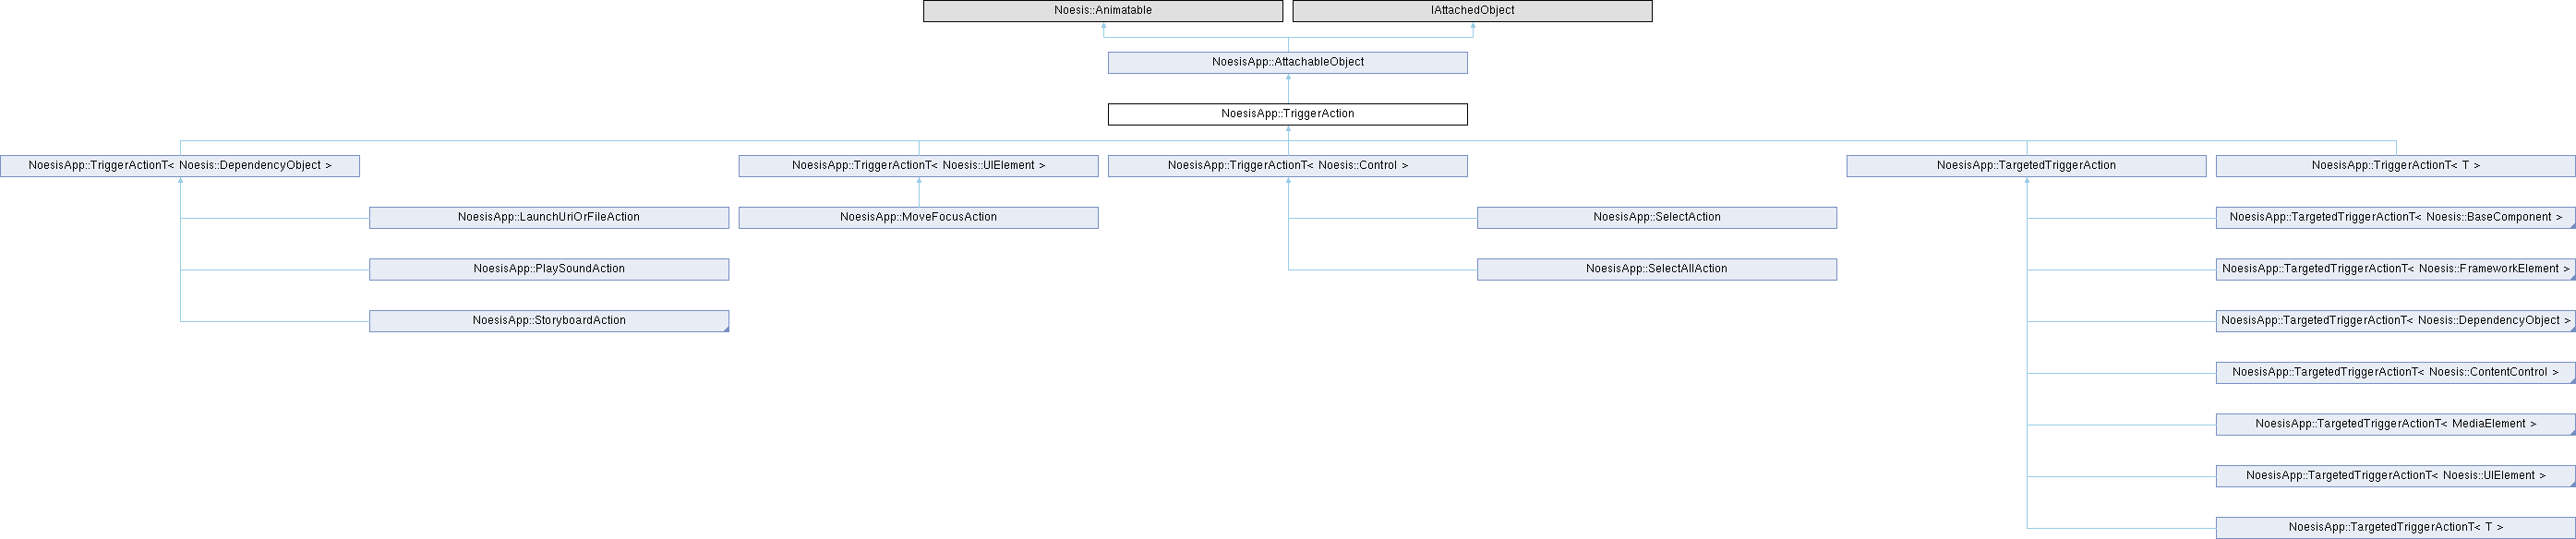 Noesis::Animatable
IAttachedObject
NoesisApp::AttachableObject
NoesisApp::TriggerAction
NoesisApp::TriggerActionT< Noesis::DependencyObject >
NoesisApp::TriggerActionT< Noesis::UIElement >
NoesisApp::TriggerActionT< Noesis::Control >
NoesisApp::TargetedTriggerAction
NoesisApp::TriggerActionT< T >
NoesisApp::LaunchUriOrFileAction
NoesisApp::MoveFocusAction
NoesisApp::SelectAction
NoesisApp::TargetedTriggerActionT< Noesis::BaseComponent >
NoesisApp::PlaySoundAction
NoesisApp::SelectAllAction
NoesisApp::TargetedTriggerActionT< Noesis::FrameworkElement >
NoesisApp::StoryboardAction
NoesisApp::TargetedTriggerActionT< Noesis::DependencyObject >
NoesisApp::TargetedTriggerActionT< Noesis::ContentControl >
NoesisApp::TargetedTriggerActionT< MediaElement >
NoesisApp::TargetedTriggerActionT< Noesis::UIElement >
NoesisApp::TargetedTriggerActionT< T >